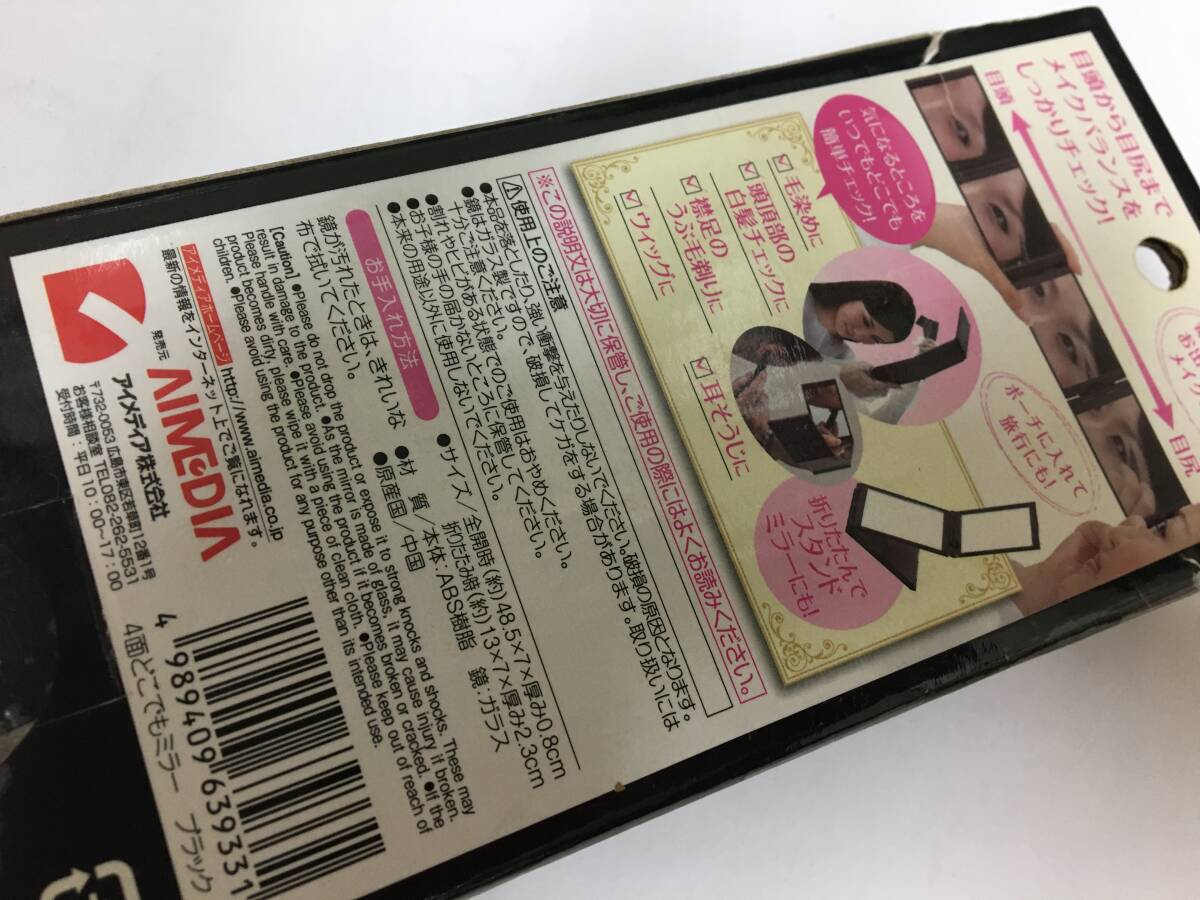 目頭から目尻まで
メイクバランスを
しっかりチェック!
目頭
目尻
気になるところを
いつでもどこでも
簡単チェック!
毛染めに
頭頂部の
白髪チェックに
襟足の
うぶ毛剃りに
ウィッグに
耳そうじに
ポーチに入れて
旅行にも!
折りたたんで
スタンド
ミラーにも!
※この説明文は大切に保管し、ご使用の際にはよくお読みください。
⚠使用上のご注意
●本品を落としたり、強い衝撃を与えたりしないでください。破損の原因となります。
●鏡はガラス製ですので、破損してケガをする場合があります。取り扱いには
十分、ご注意ください。
●割れやヒビがある状態でのご使用はおやめください。
●お子様の手の届かないところに保管してください。
●本来の用途以外に使用しないでください。
お手入れ方法
鏡が汚れたときは、きれいな
布で拭いてください。
●サイズ/全開時(約)48.5×7×厚み0.8cm
折りたたみ時(約)13×7×厚み2.3cm
●材 質/本体:ABS樹脂 鏡:ガラス
●原産国/中国
[Caution] ●Please do not drop the product or expose it to strong knocks and shocks. These may
result in damage to the product. ●As the mirror is made of glass, it may cause injury if broken.
Please handle with care. ●Please avoid using the product if it becomes broken or cracked. ●If the
product becomes dirty, please wipe it with a piece of clean cloth. ●Please keep out of reach of
children. ●Please avoid using the product for any purpose other than its intended use.
アイメディアホームページ http://www.aimedia.co.jp
最新の情報をインターネット上でご覧になれます。
発売元 AIMEDIA
アイメディア株式会社
〒732-0053 広島市東区若草町12番1号
お客様相談室 TEL082-262-5531
受付時間:平日10:00〜17:00
4 989409 639331
4面どこでもミラー ブラック